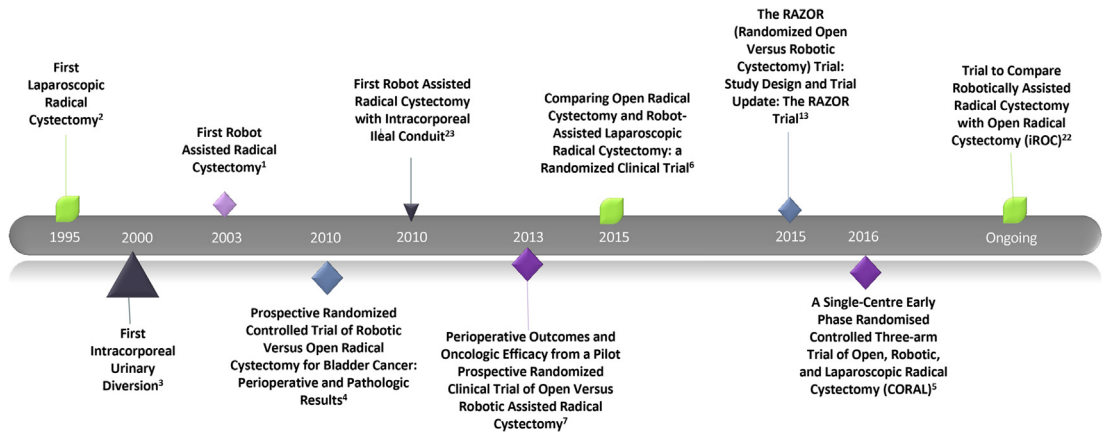 First
Laparoscopic
Radical
Cystectomy²
First Robot
Assisted Radical
Cystectomy¹
First Robot Assisted
Radical Cystectomy
with Intracorporeal
Ileal Conduit²³
Comparing Open Radical
Cystectomy and Robot-
Assisted Laparoscopic
Radical Cystectomy: a
Randomized Clinical Trial⁶
The RAZOR
(Randomized Open
Versus Robotic
Cystectomy) Trial:
Study Design and Trial
Update: The RAZOR
Trial¹³
Trial to Compare
Robotically Assisted
Radical Cystectomy
with Open Radical
Cystectomy (iROC)²²
1995 2000 2003 2010 2010 2013 2015 2015 2016 Ongoing
First
Intracorporeal
Urinary
Diversion³
Prospective Randomized
Controlled Trial of Robotic
Versus Open Radical
Cystectomy for Bladder Cancer:
Perioperative and Pathologic
Results⁴
Perioperative Outcomes and
Oncologic Efficacy from a Pilot
Prospective Randomized
Clinical Trial of Open Versus
Robotic Assisted Radical
Cystectomy⁷
A Single-Centre Early
Phase Randomised
Controlled Three-arm
Trial of Open, Robotic,
and Laparoscopic Radical
Cystectomy (CORAL)⁵